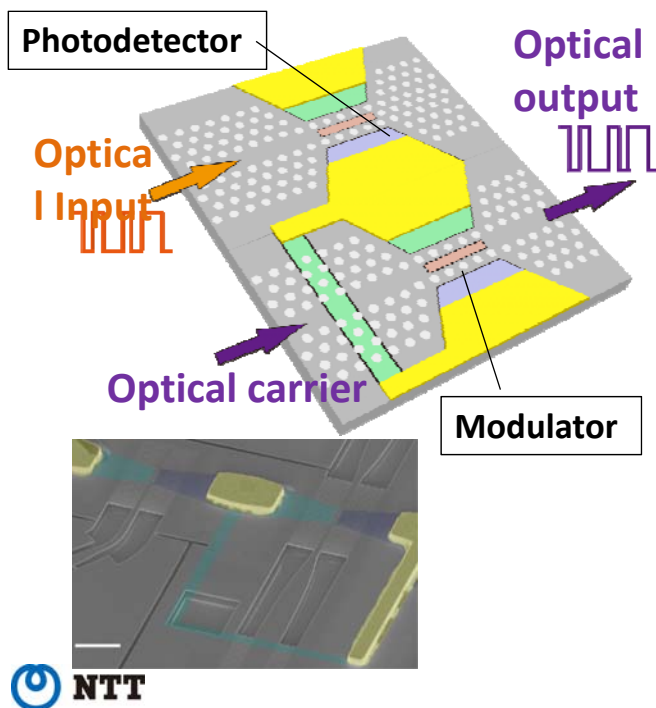 Photodetector
Optical
output
Optica
l Input
Optical carrier
Modulator
NTT